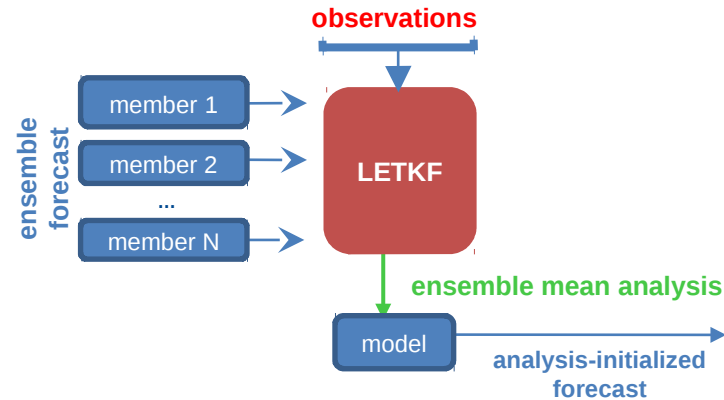 observations
ensemble
forecast
member 1
member 2
...
member N
LETKF
ensemble mean analysis
model
analysis-initialized
forecast